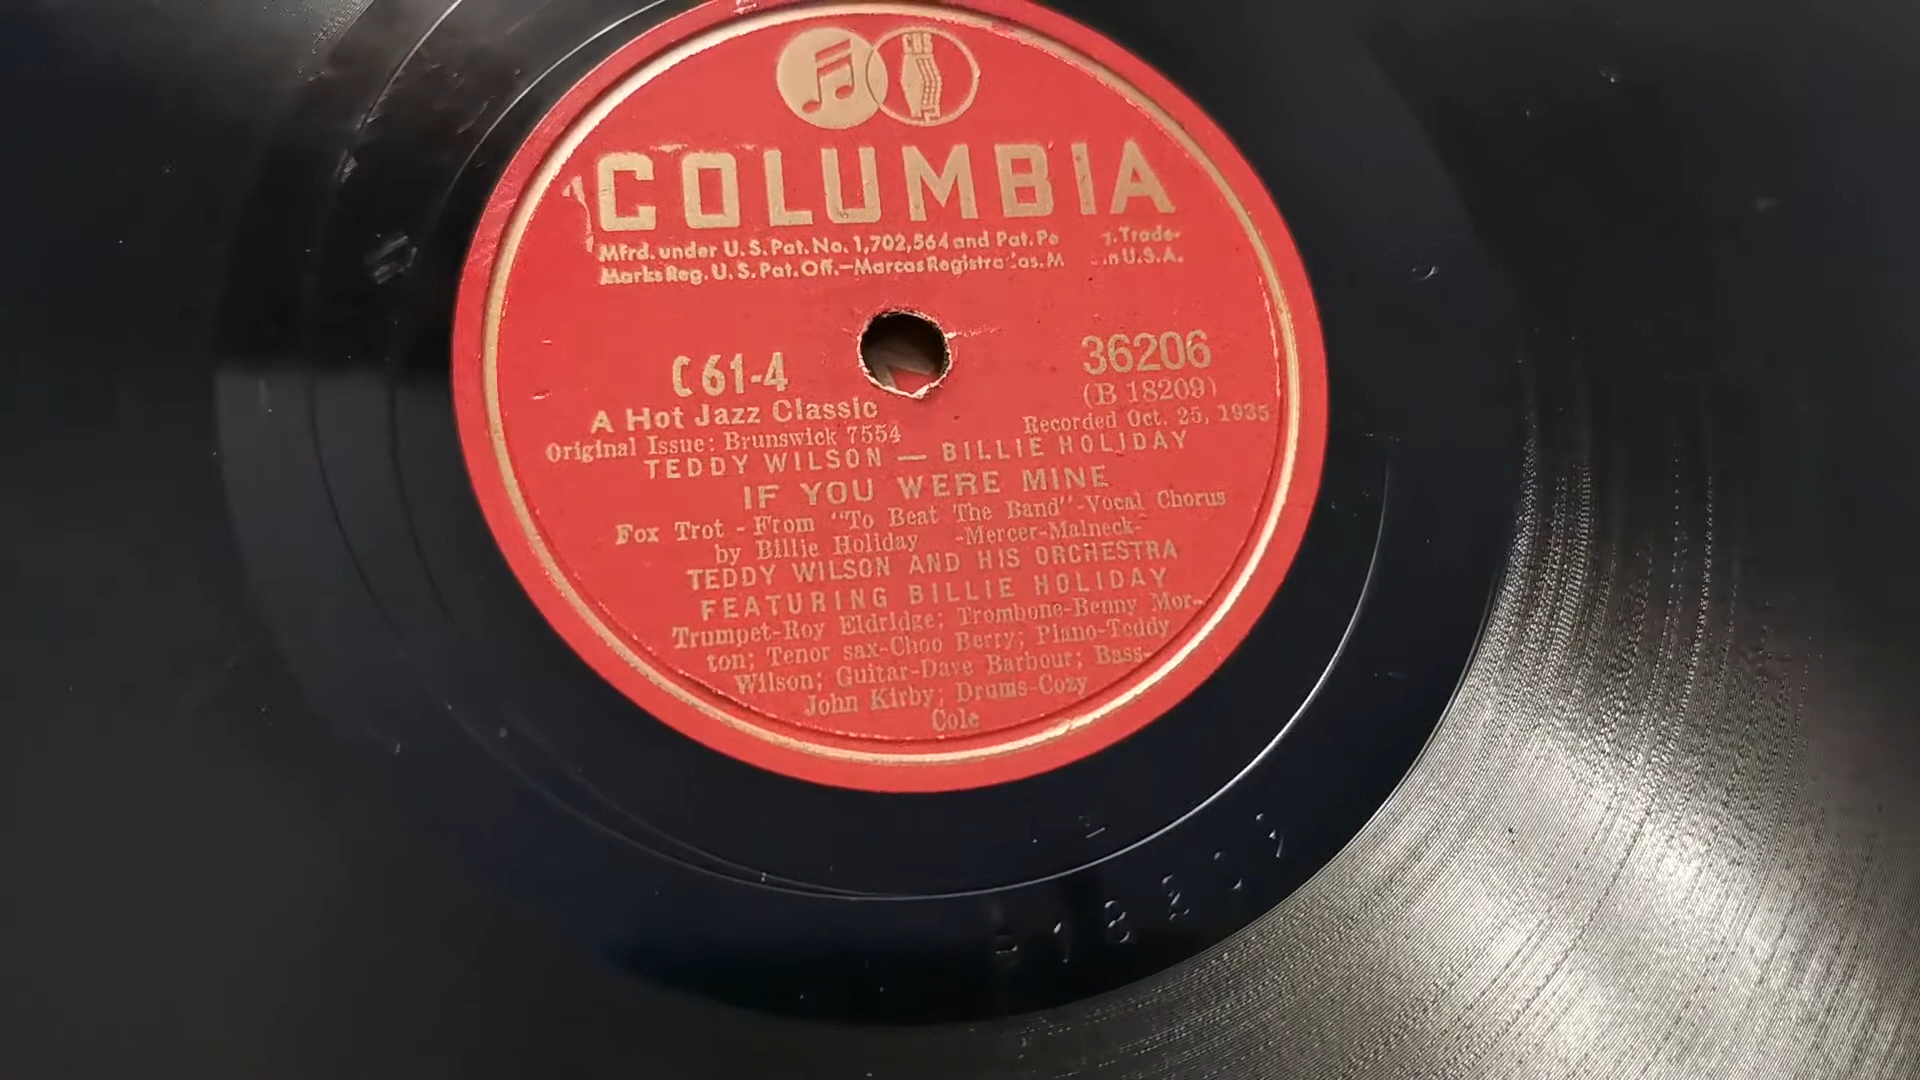 CBS
COLUMBIA
Mfrd. under U.S. Pat. No. 1,702,564 and Pat. Trade-
Marks Reg. U.S. Pat. Off.—Marcas Registradas. U.S.A.
C 61-4
36206
A Hot Jazz Classic
(B 18209)
Original Issue: Brunswick 7554
Recorded Oct. 25, 1935
TEDDY WILSON — BILLIE HOLIDAY
IF YOU WERE MINE
Fox Trot - From "To Beat The Band"-Vocal Chorus
by Billie Holiday -Mercer-Malneck-
TEDDY WILSON AND HIS ORCHESTRA
FEATURING BILLIE HOLIDAY
Trumpet-Roy Eldridge; Trombone-Benny Mor-
ton; Tenor sax-Choo Berry; Piano-Teddy
Wilson; Guitar-Dave Barbour; Bass-
John Kirby; Drums-Cozy
Cole